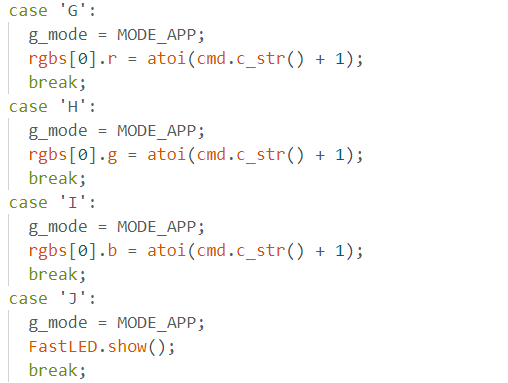 case 'G':
  g_mode = MODE_APP;
  rgbs[0].r = atoi(cmd.c_str() + 1);
  break;
case 'H':
  g_mode = MODE_APP;
  rgbs[0].g = atoi(cmd.c_str() + 1);
  break;
case 'I':
  g_mode = MODE_APP;
  rgbs[0].b = atoi(cmd.c_str() + 1);
  break;
case 'J':
  g_mode = MODE_APP;
  FastLED.show();
  break;